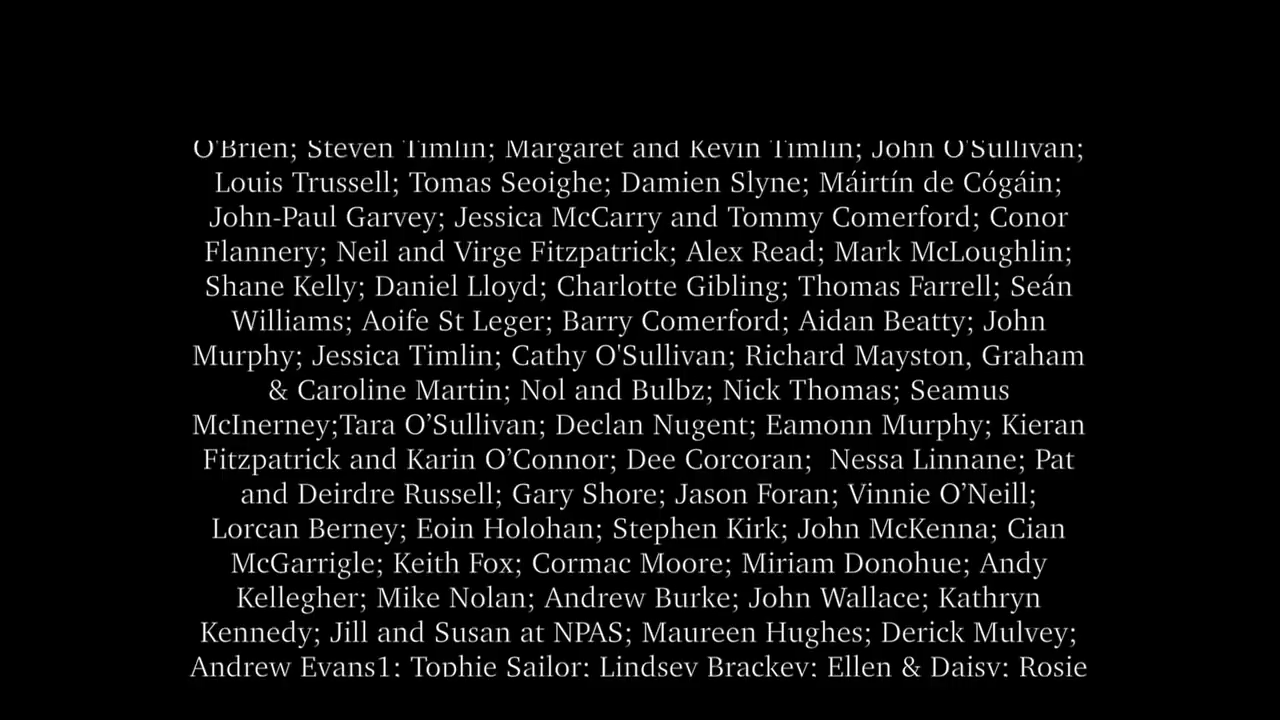 O'Brien; Steven Timlin; Margaret and Kevin Timlin; John O'Sullivan;
Louis Trussell; Tomas Seoighe; Damien Slyne; Máirtín de Cógáin;
John-Paul Garvey; Jessica McCarry and Tommy Comerford; Conor
Flannery; Neil and Virge Fitzpatrick; Alex Read; Mark McLoughlin;
Shane Kelly; Daniel Lloyd; Charlotte Gibling; Thomas Farrell; Seán
Williams; Aoife St Leger; Barry Comerford; Aidan Beatty; John
Murphy; Jessica Timlin; Cathy O'Sullivan; Richard Mayston, Graham
& Caroline Martin; Nol and Bulbz; Nick Thomas; Seamus
McInerney;Tara O’Sullivan; Declan Nugent; Eamonn Murphy; Kieran
Fitzpatrick and Karin O’Connor; Dee Corcoran;  Nessa Linnane; Pat
and Deirdre Russell; Gary Shore; Jason Foran; Vinnie O’Neill;
Lorcan Berney; Eoin Holohan; Stephen Kirk; John McKenna; Cian
McGarrigle; Keith Fox; Cormac Moore; Miriam Donohue; Andy
Kellegher; Mike Nolan; Andrew Burke; John Wallace; Kathryn
Kennedy; Jill and Susan at NPAS; Maureen Hughes; Derick Mulvey;
Andrew Evans1; Tophie Sailor; Lindsey Brackey; Ellen & Daisy; Rosie